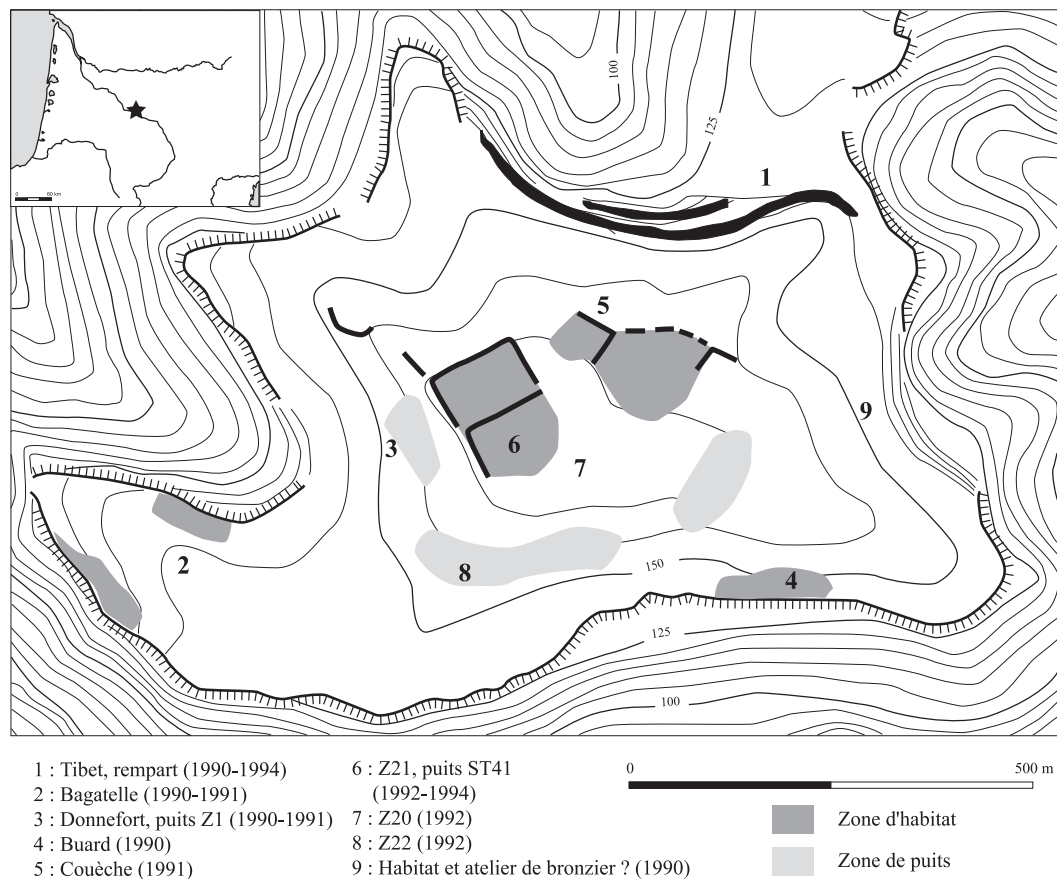 0 60 km
100
125
1
5
9
3
6
7
2
8
150
4
125
100
1 : Tibet, rempart (1990-1994)
2 : Bagatelle (1990-1991)
3 : Donnefort, puits Z1 (1990-1991)
4 : Buard (1990)
5 : Couèche (1991)
6 : Z21, puits ST41
(1992-1994)
7 : Z20 (1992)
8 : Z22 (1992)
9 : Habitat et atelier de bronzier ? (1990)
0 500 m
Zone d'habitat
Zone de puits